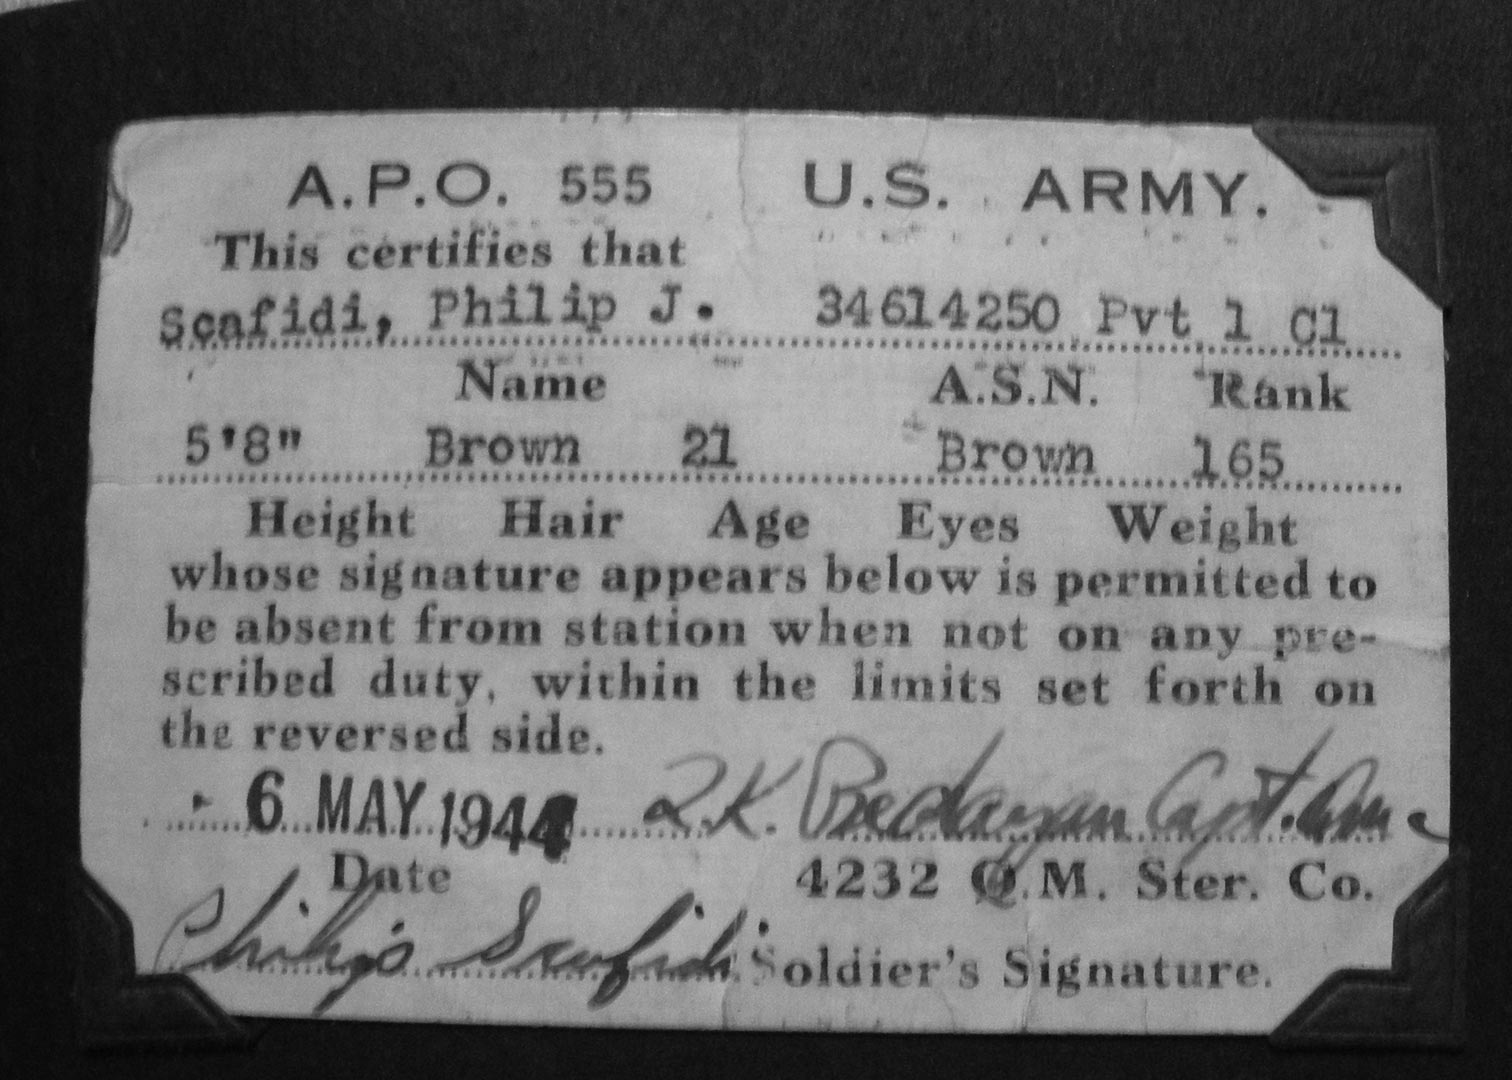 A.P.O. 555 U.S. ARMY.
This certifies that
Scafidi, Philip J. 34614250 Pvt 1 Cl
Name A.S.N. Rank
5'8" Brown 21 Brown 165
Height Hair Age Eyes Weight
whose signature appears below is permitted to
be absent from station when not on any pre-
scribed duty, within the limits set forth on
the reversed side.
6 MAY 1944 Capt.
Date 4232 Q.M. Ster. Co.
Philip Scafidi Soldier's Signature.